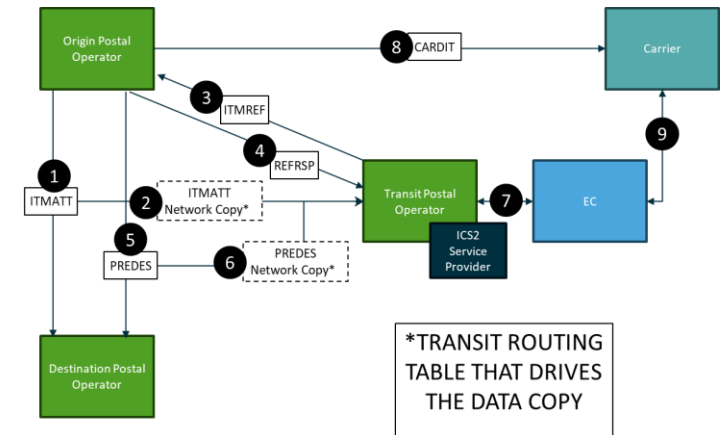 Origin Postal
Operator
8
CARDIT
Carrier
3
ITMREF
4
REFRSP
9
1
ITMATT
2
ITMATT
Network Copy*
Transit Postal
Operator
7
EC
ICS2
Service
Provider
5
PREDES
6
PREDES
Network Copy*
Destination Postal
Operator
*TRANSIT ROUTING
TABLE THAT DRIVES
THE DATA COPY